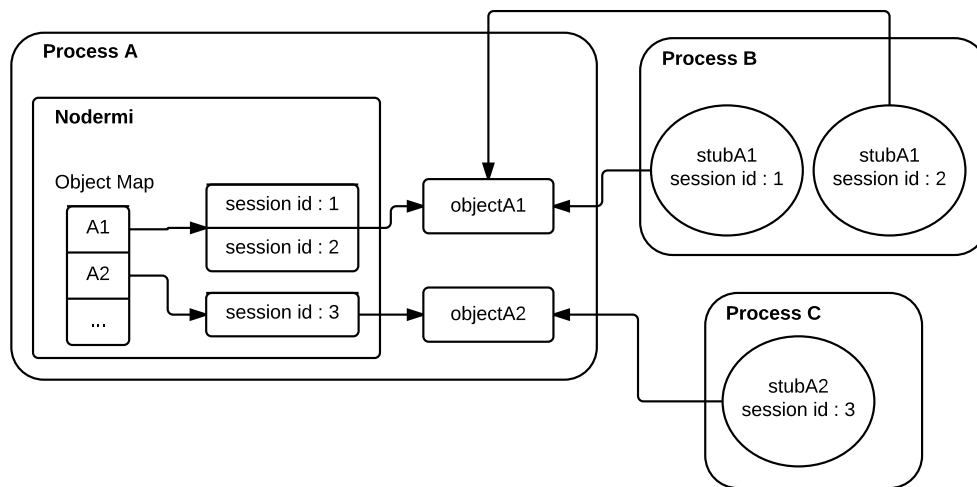 Process A
Nodermi
Object Map
A1
A2
...
session id : 1
session id : 2
session id : 3
objectA1
objectA2
Process B
stubA1
session id : 1
stubA1
session id : 2
Process C
stubA2
session id : 3